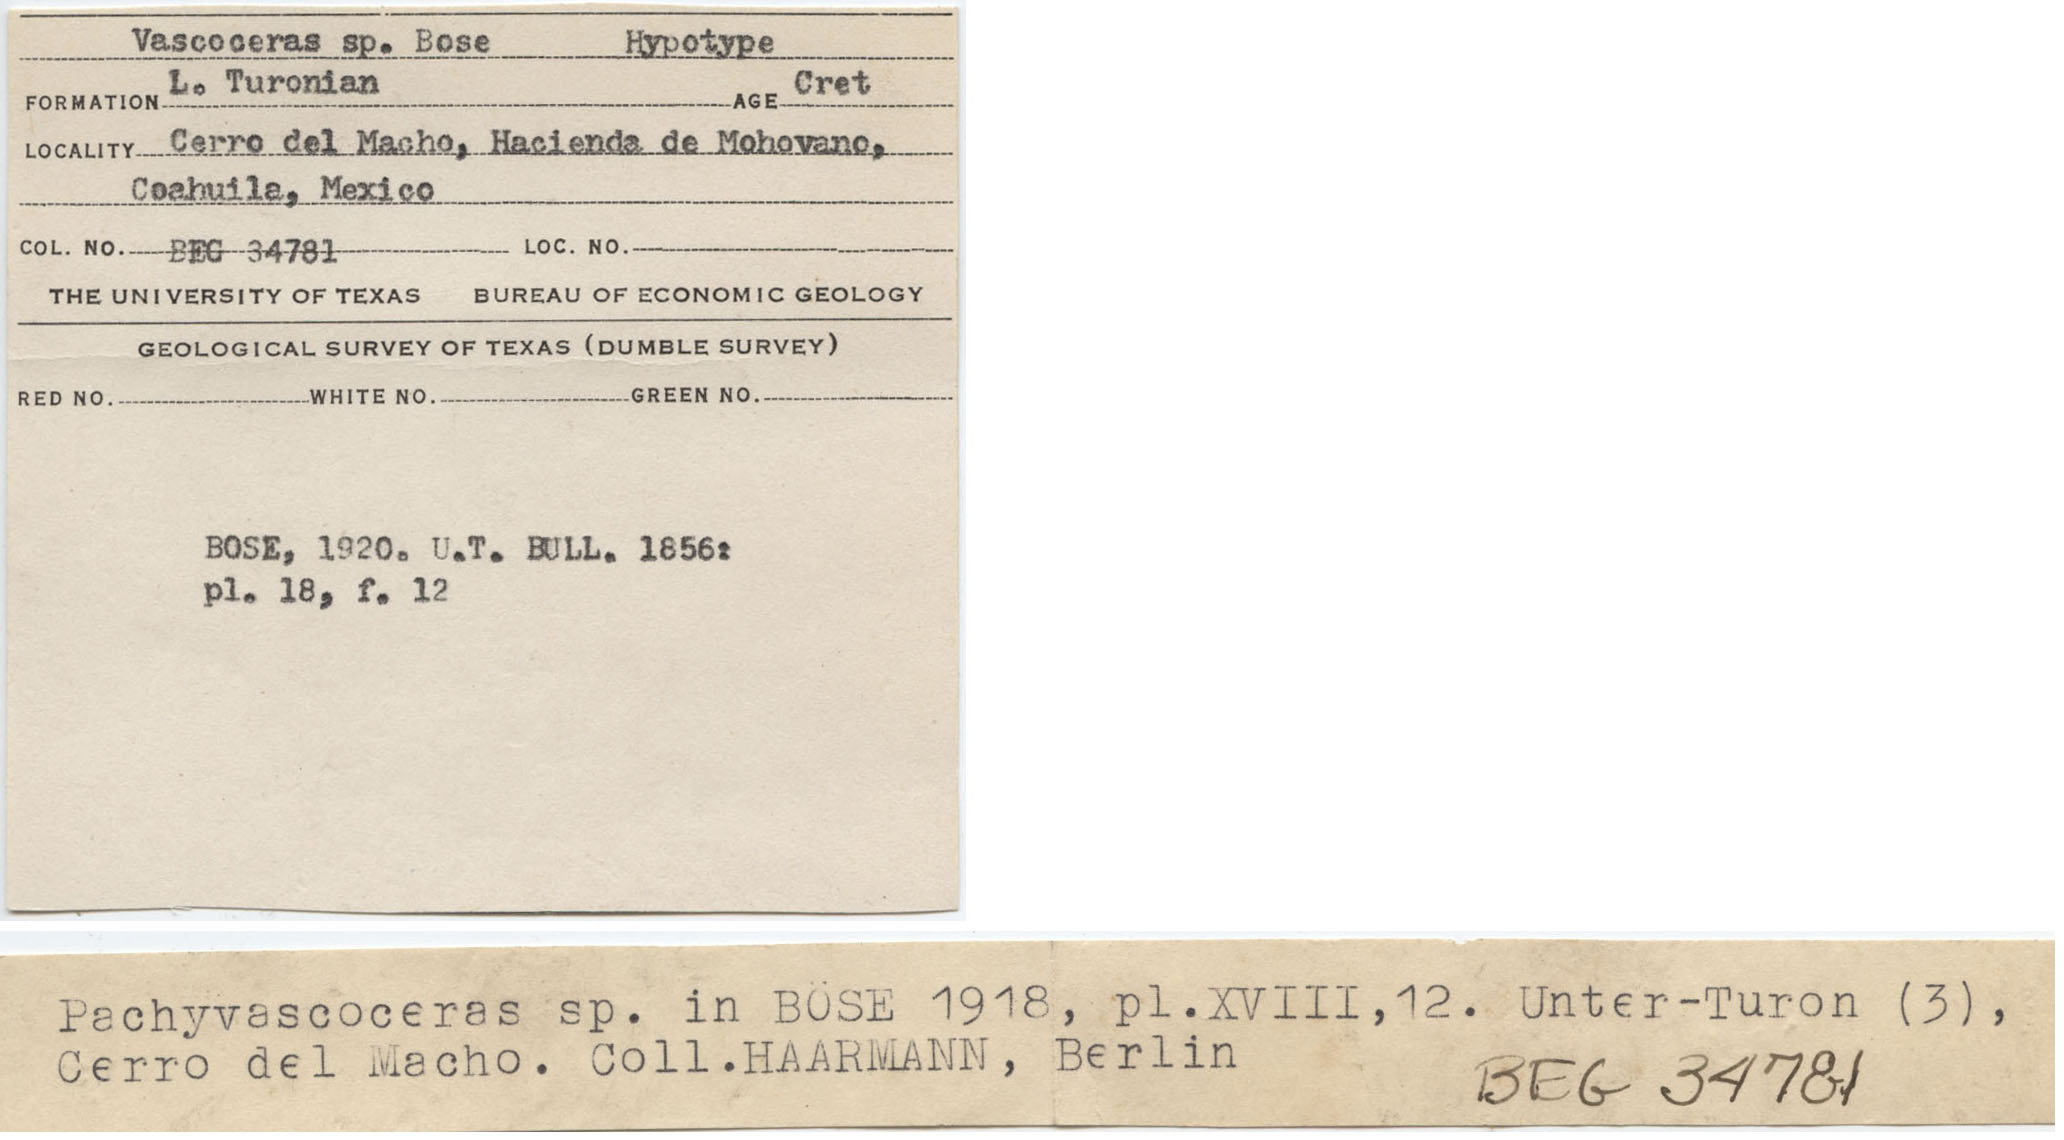 Vascoceras sp. Bose Hypotype
FORMATION L. Turonian AGE Cret
LOCALITY Cerro del Macho, Hacienda de Mohovano,
Coahuila, Mexico
COL. NO. BEG 34781 LOC. NO.
THE UNIVERSITY OF TEXAS BUREAU OF ECONOMIC GEOLOGY
GEOLOGICAL SURVEY OF TEXAS (DUMBLE SURVEY)
RED NO. WHITE NO. GREEN NO.
BOSE, 1920. U.T. BULL. 1856:
pl. 18, f. 12
Pachyvascoceras sp. in BÖSE 1918, pl.XVIII,12. Unter-Turon (3),
Cerro del Macho. Coll.HAARMANN, Berlin
BEG 34781